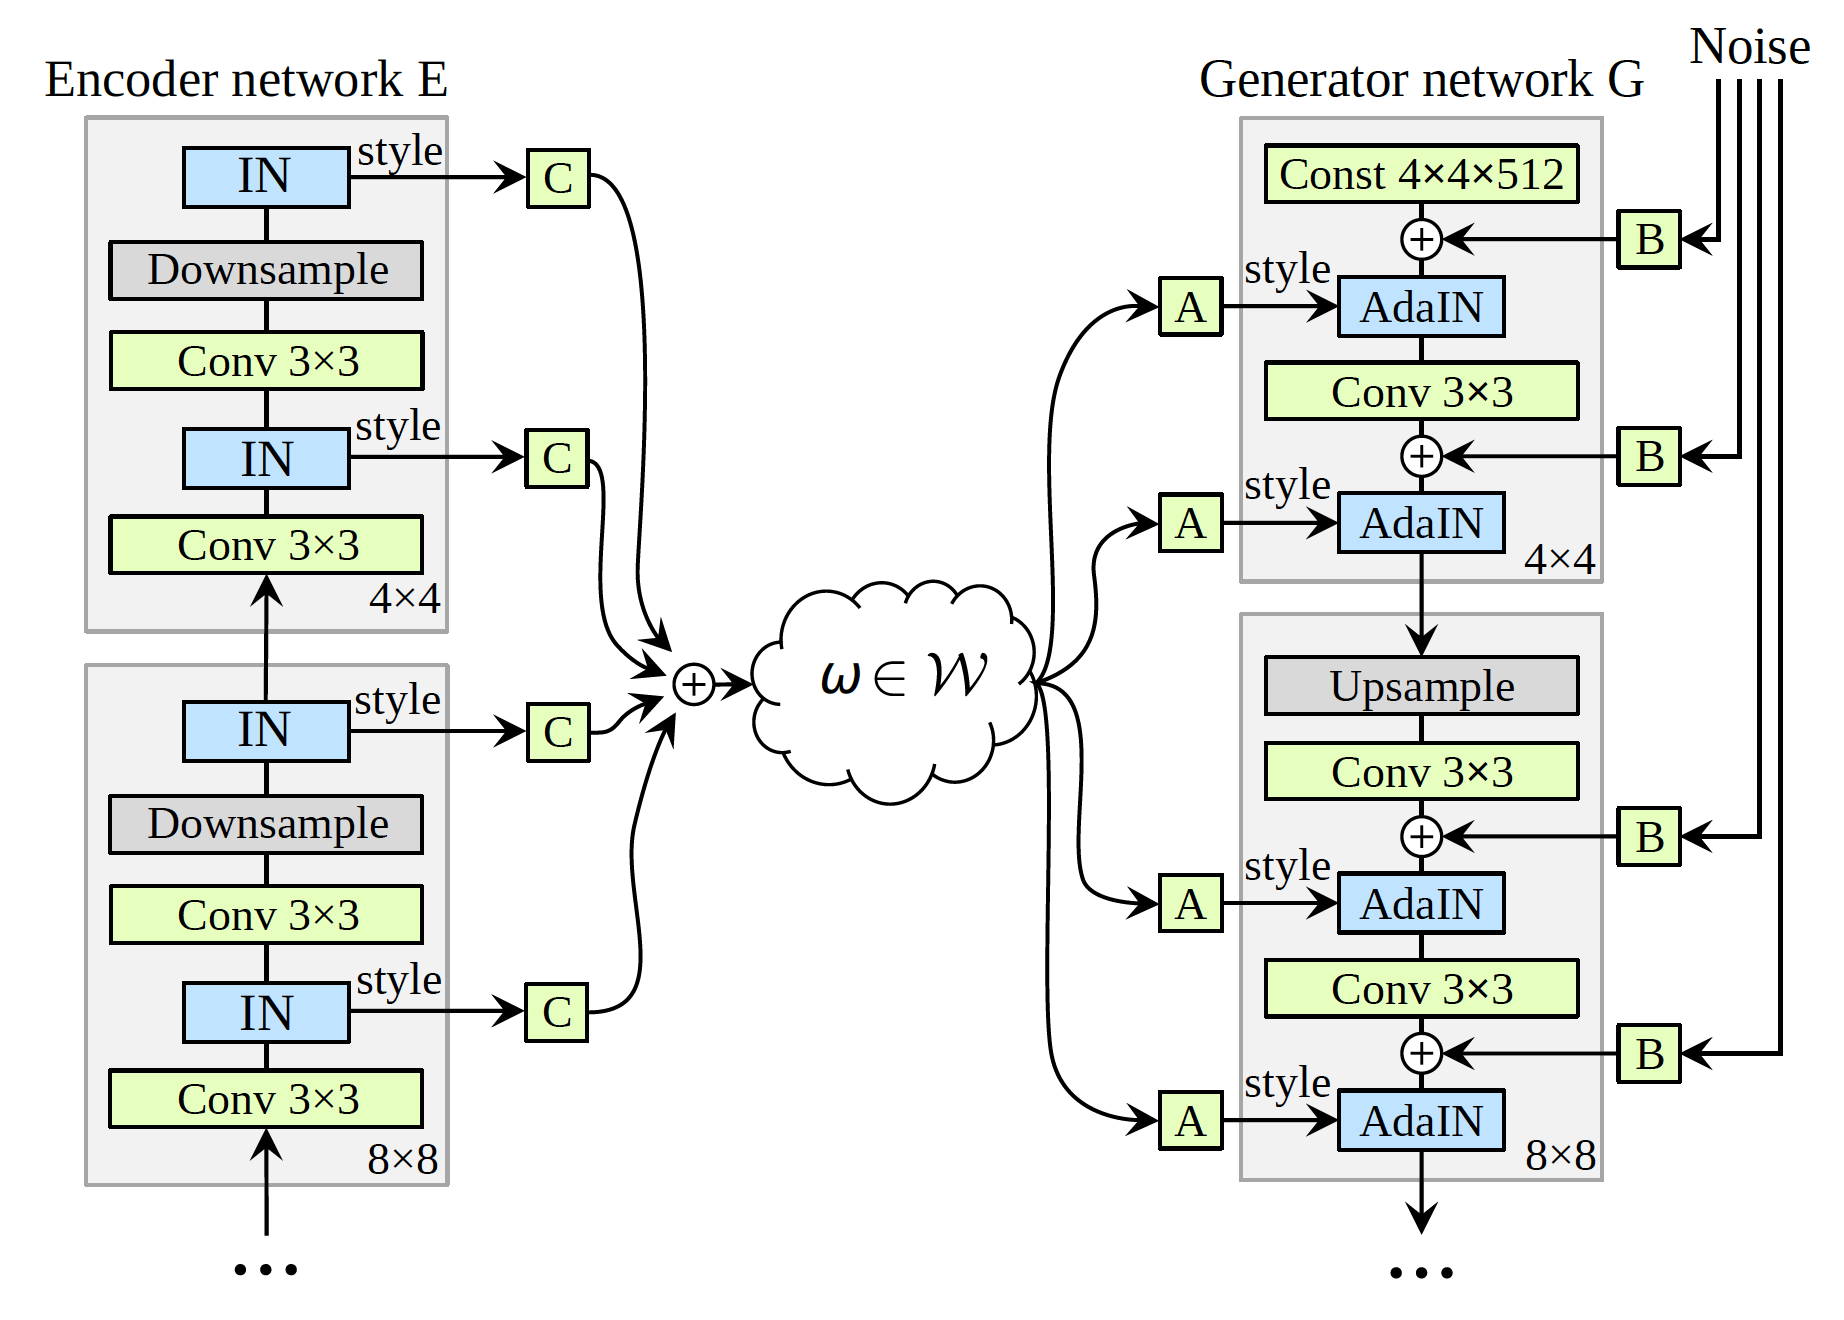 Encoder network E
IN
style
C
Downsample
Conv 3×3
IN
style
C
Conv 3×3
4×4
IN
style
C
Downsample
Conv 3×3
IN
style
C
Conv 3×3
8×8
...
+
ω ∈ 𝒲
Generator network G
Noise
Const 4×4×512
+
B
A
style
AdaIN
Conv 3×3
+
B
A
style
AdaIN
4×4
Upsample
Conv 3×3
+
B
A
style
AdaIN
Conv 3×3
+
B
A
style
AdaIN
8×8
...